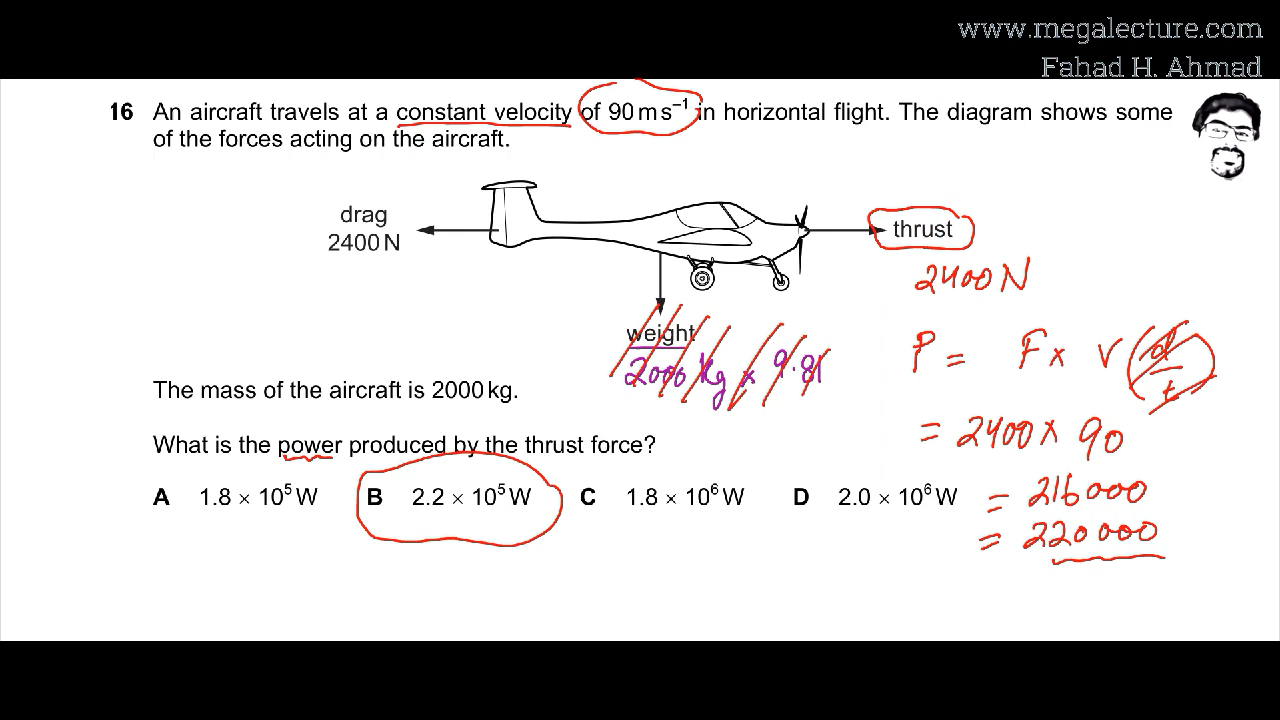 www.megalecture.com
Fahad H. Ahmad
16 An aircraft travels at a constant velocity of 90 m s⁻¹ in horizontal flight. The diagram shows some
of the forces acting on the aircraft.
drag
2400 N
thrust
2400 N
weight
2000 kg × 9.81
P = F × v (d/t)
= 2400 × 90
= 216000
= 220000
The mass of the aircraft is 2000 kg.
What is the power produced by the thrust force?
A 1.8 × 10⁵ W B 2.2 × 10⁵ W C 1.8 × 10⁶ W D 2.0 × 10⁶ W